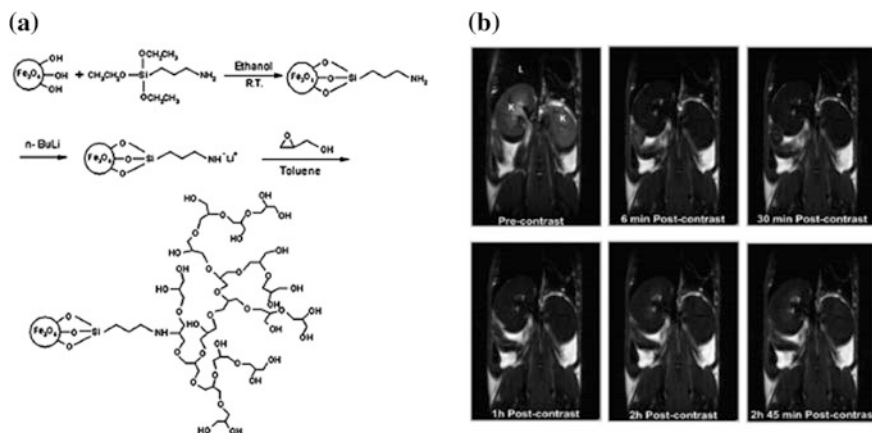 (a)
OH
Fe₃O₄
OH
OH
+
OCH₂CH₃
CH₃CH₂O
Si
NH₂
OCH₂CH₃
Ethanol
R.T.
O
Si
O
NH₂
O
n-BuLi
Fe₃O₄
O
O
Si
O
NH⁻Li⁺
O
OH
Toluene
Fe₃O₄
O
O
Si
O
NH
HO
OH
(b)
L
K
K
Pre-contrast
6 min Post-contrast
30 min Post-contrast
1h Post-contrast
2h Post-contrast
2h 45 min Post-contrast